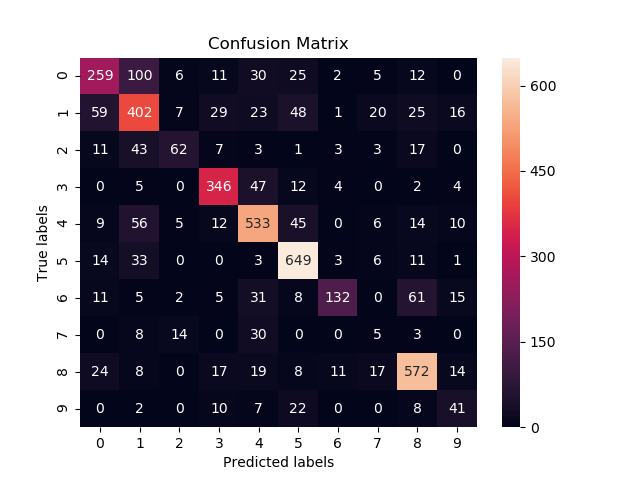 Confusion Matrix
0 259 100 6 11 30 25 2 5 12 0
1 59 402 7 29 23 48 1 20 25 16
2 11 43 62 7 3 1 3 3 17 0
3 0 5 0 346 47 12 4 0 2 4
4 9 56 5 12 533 45 0 6 14 10
5 14 33 0 0 3 649 3 6 11 1
6 11 5 2 5 31 8 132 0 61 15
7 0 8 14 0 30 0 0 5 3 0
8 24 8 0 17 19 8 11 17 572 14
9 0 2 0 10 7 22 0 0 8 41
0 1 2 3 4 5 6 7 8 9
Predicted labels
True labels
600
450
300
150
0